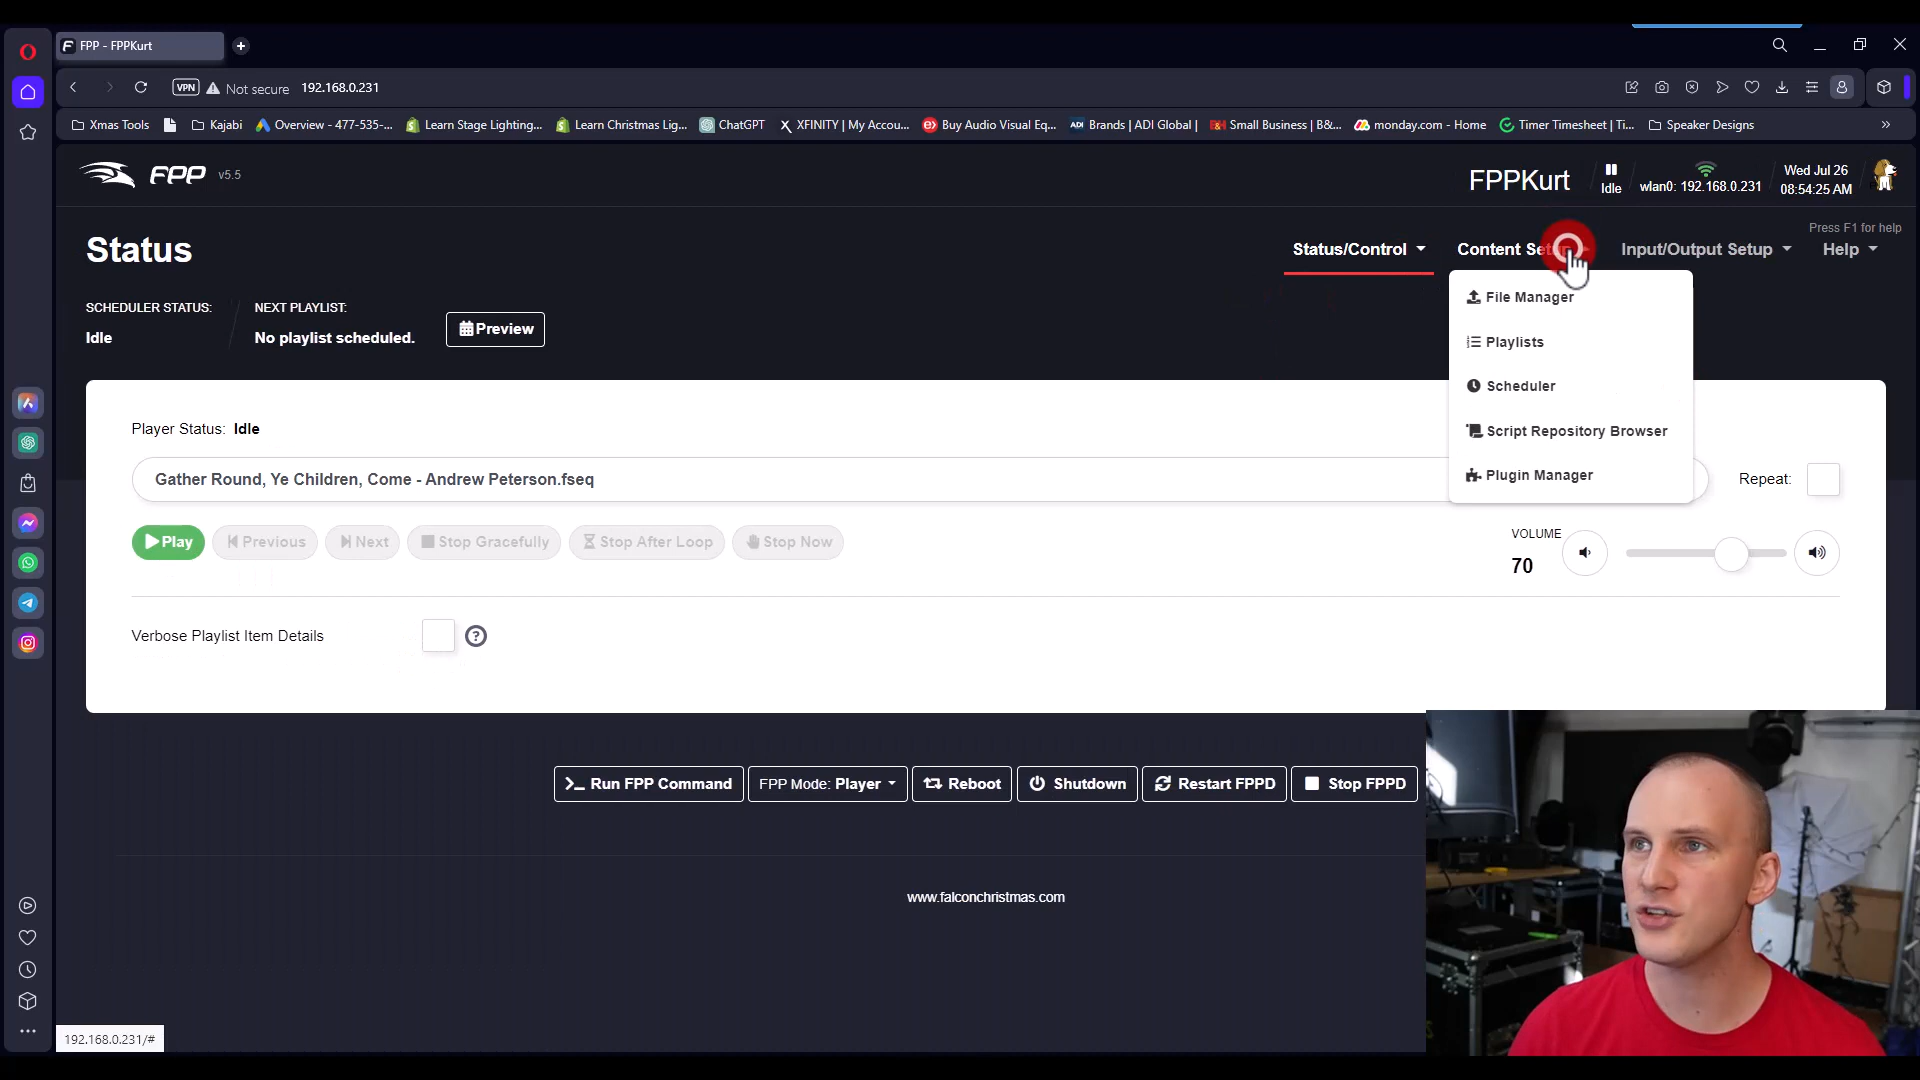 FPP - FPPKurt
VPN Not secure 192.168.0.231
Xmas Tools Kajabi Overview - 477-535-... Learn Stage Lighting... Learn Christmas Lig... ChatGPT XFINITY | My Accou... Buy Audio Visual Eq... Brands | ADI Global | Small Business | B&... monday.com - Home Timer Timesheet | Ti... Speaker Designs »
FPP v5.5
FPPKurt
Idle
wlan0: 192.168.0.231
Wed Jul 26
08:54:25 AM
Press F1 for help
Status
Status/Control Content Setu Input/Output Setup Help
File Manager
Playlists
Scheduler
Script Repository Browser
Plugin Manager
SCHEDULER STATUS:
Idle
NEXT PLAYLIST:
No playlist scheduled.
Preview
Player Status: Idle
Gather Round, Ye Children, Come - Andrew Peterson.fseq
Repeat:
Play Previous Next Stop Gracefully Stop After Loop Stop Now
VOLUME
70
Verbose Playlist Item Details
Run FPP Command FPP Mode: Player Reboot Shutdown Restart FPPD Stop FPPD
www.falconchristmas.com
192.168.0.231/#